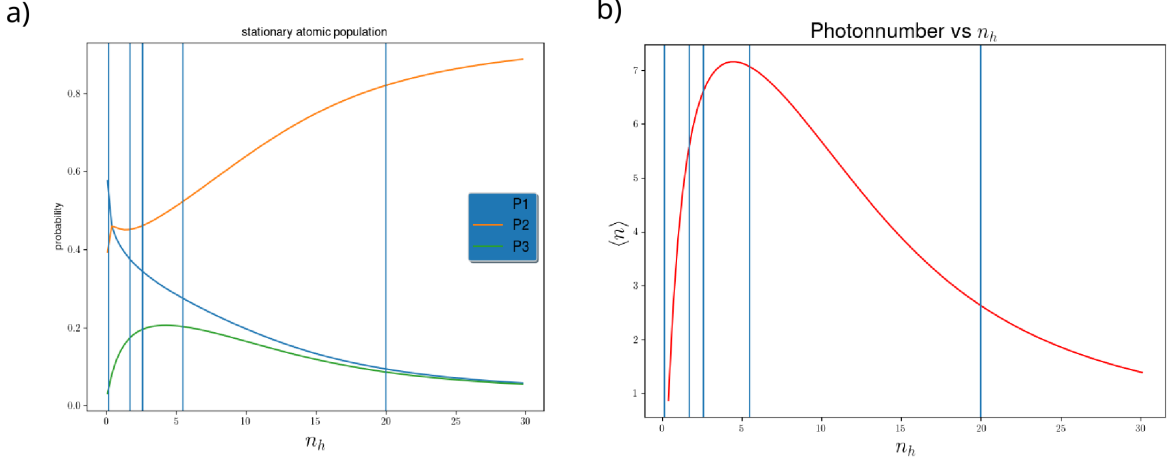 a)
stationary atomic population
probability
0.8
0.6
0.4
0.2
0.0
0
5
10
15
20
25
30
n_h
P1
P2
P3
b)
Photonnumber vs n_h
⟨n⟩
7
6
5
4
3
2
1
0
5
10
15
20
25
30
n_h